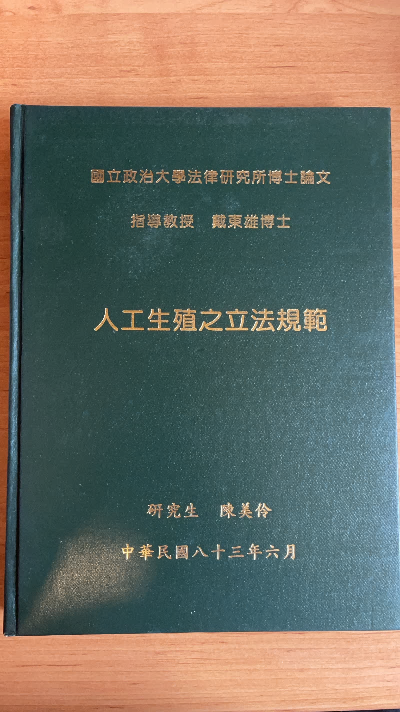 國立政治大學法律研究所博士論文
指導教授　戴東雄博士
人工生殖之立法規範
研究生　陳美伶
中華民國八十三年六月